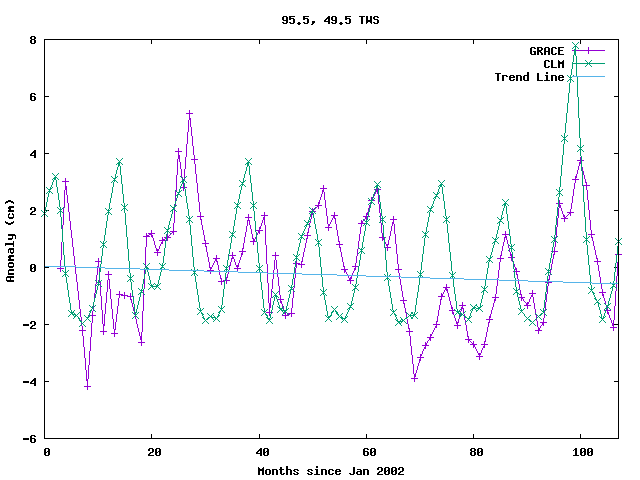 95.5, 49.5 TWS
GRACE
CLM
Trend Line
Anomaly (cm)
8
6
4
2
0
-2
-4
-6
0 20 40 60 80 100
Months since Jan 2002